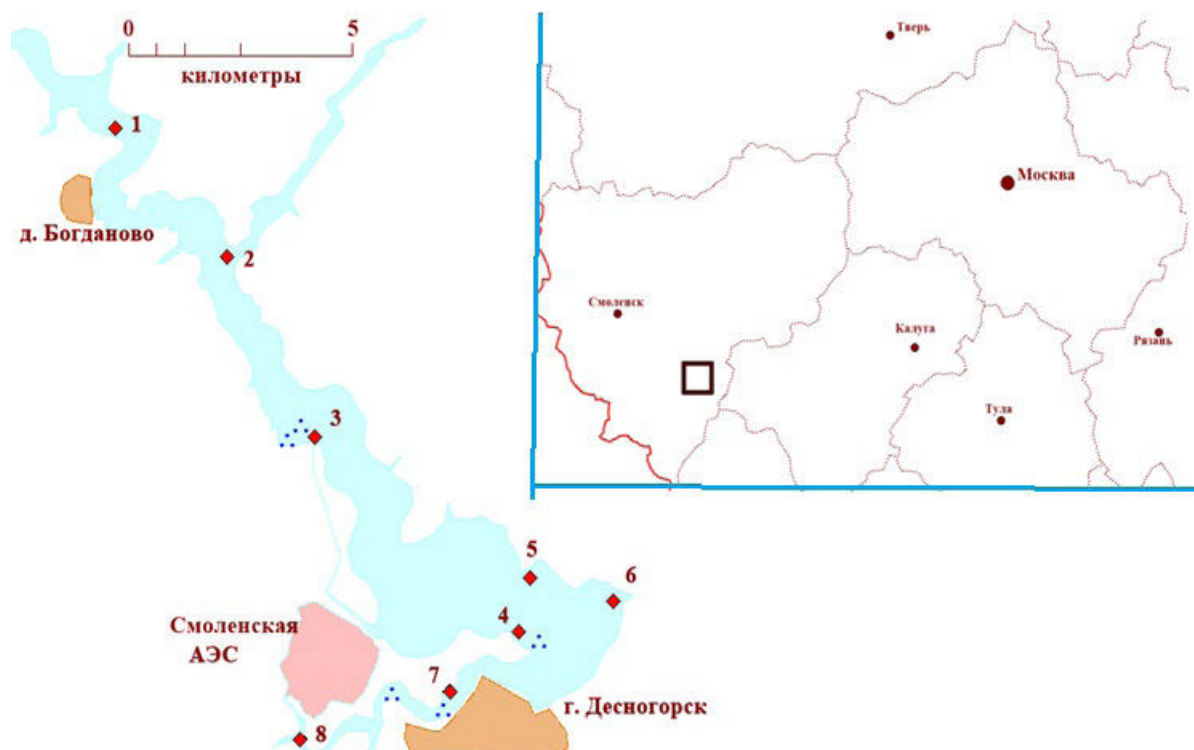 0 5
километры
1
д. Богданово
2
3
5
6
4
Смоленская
АЭС
7
г. Десногорск
8
Тверь
Москва
Смоленск
Калуга
Рязань
Тула